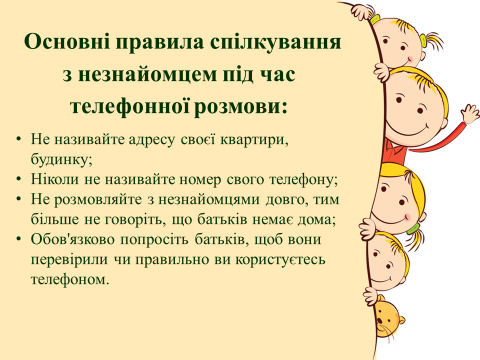 Основні правила спілкування
з незнайомцем під час
телефонної розмови:
• Не називайте адресу своєї квартири,
будинку;
• Ніколи не називайте номер свого телефону;
• Не розмовляйте з незнайомцями довго, тим
більше не говоріть, що батьків немає дома;
• Обов'язково попросіть батьків, щоб вони
перевірили чи правильно ви користуєтесь
телефоном.